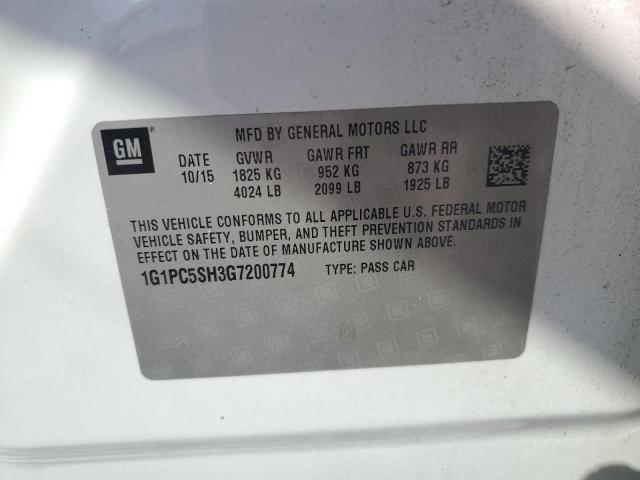 GM ®
MFD BY GENERAL MOTORS LLC
DATE GVWR GAWR FRT GAWR RR
10/15 1825 KG 952 KG 873 KG
4024 LB 2099 LB 1925 LB
THIS VEHICLE CONFORMS TO ALL APPLICABLE U.S. FEDERAL MOTOR
VEHICLE SAFETY, BUMPER, AND THEFT PREVENTION STANDARDS IN
EFFECT ON THE DATE OF MANUFACTURE SHOWN ABOVE.
1G1PC5SH3G7200774 TYPE: PASS CAR